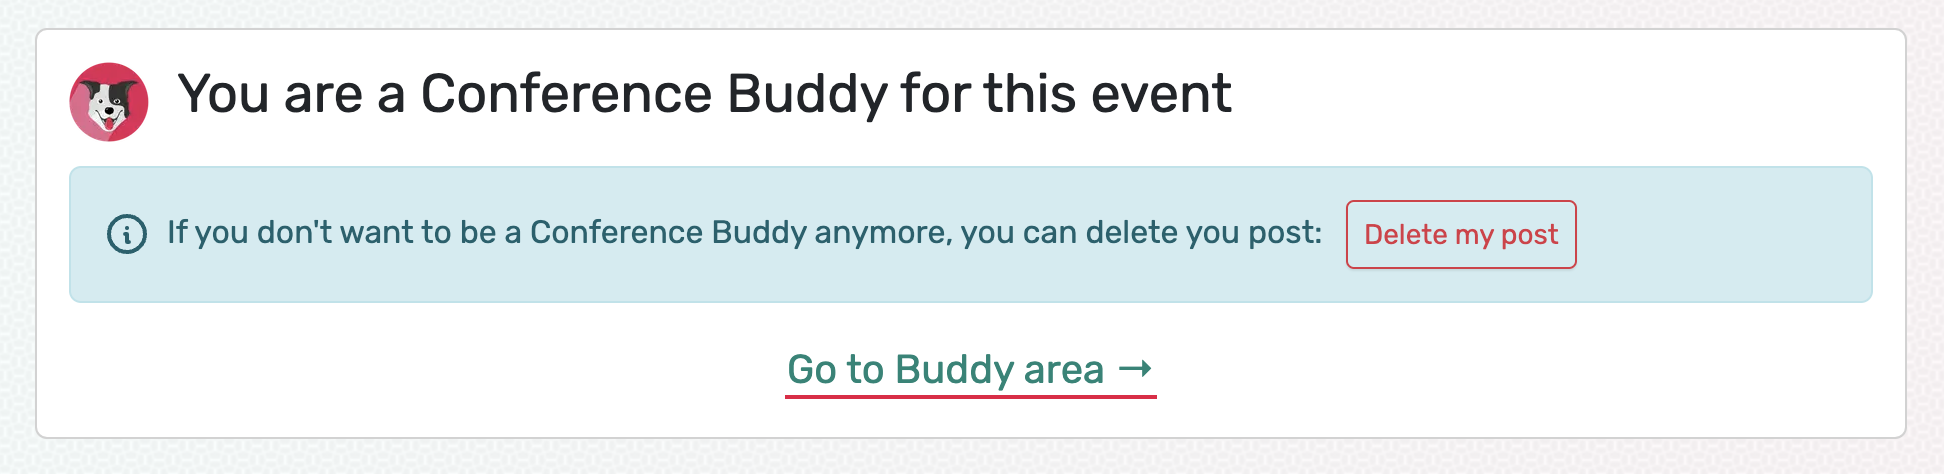 You are a Conference Buddy for this event
If you don't want to be a Conference Buddy anymore, you can delete you post:
Delete my post
Go to Buddy area →